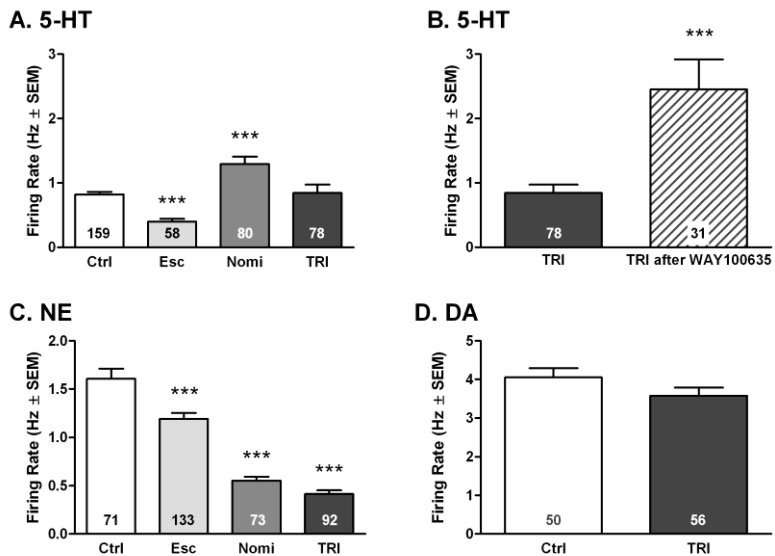 A. 5-HT
Firing Rate (Hz ± SEM)
3
2
1
0
***
***
159
58
80
78
Ctrl
Esc
Nomi
TRI
B. 5-HT
Firing Rate (Hz ± SEM)
3
2
1
0
***
78
31
TRI
TRI after WAY100635
C. NE
Firing Rate (Hz ± SEM)
2.0
1.5
1.0
0.5
0.0
***
***
***
71
133
73
92
Ctrl
Esc
Nomi
TRI
D. DA
Firing Rate (Hz ± SEM)
5
4
3
2
1
0
50
56
Ctrl
TRI